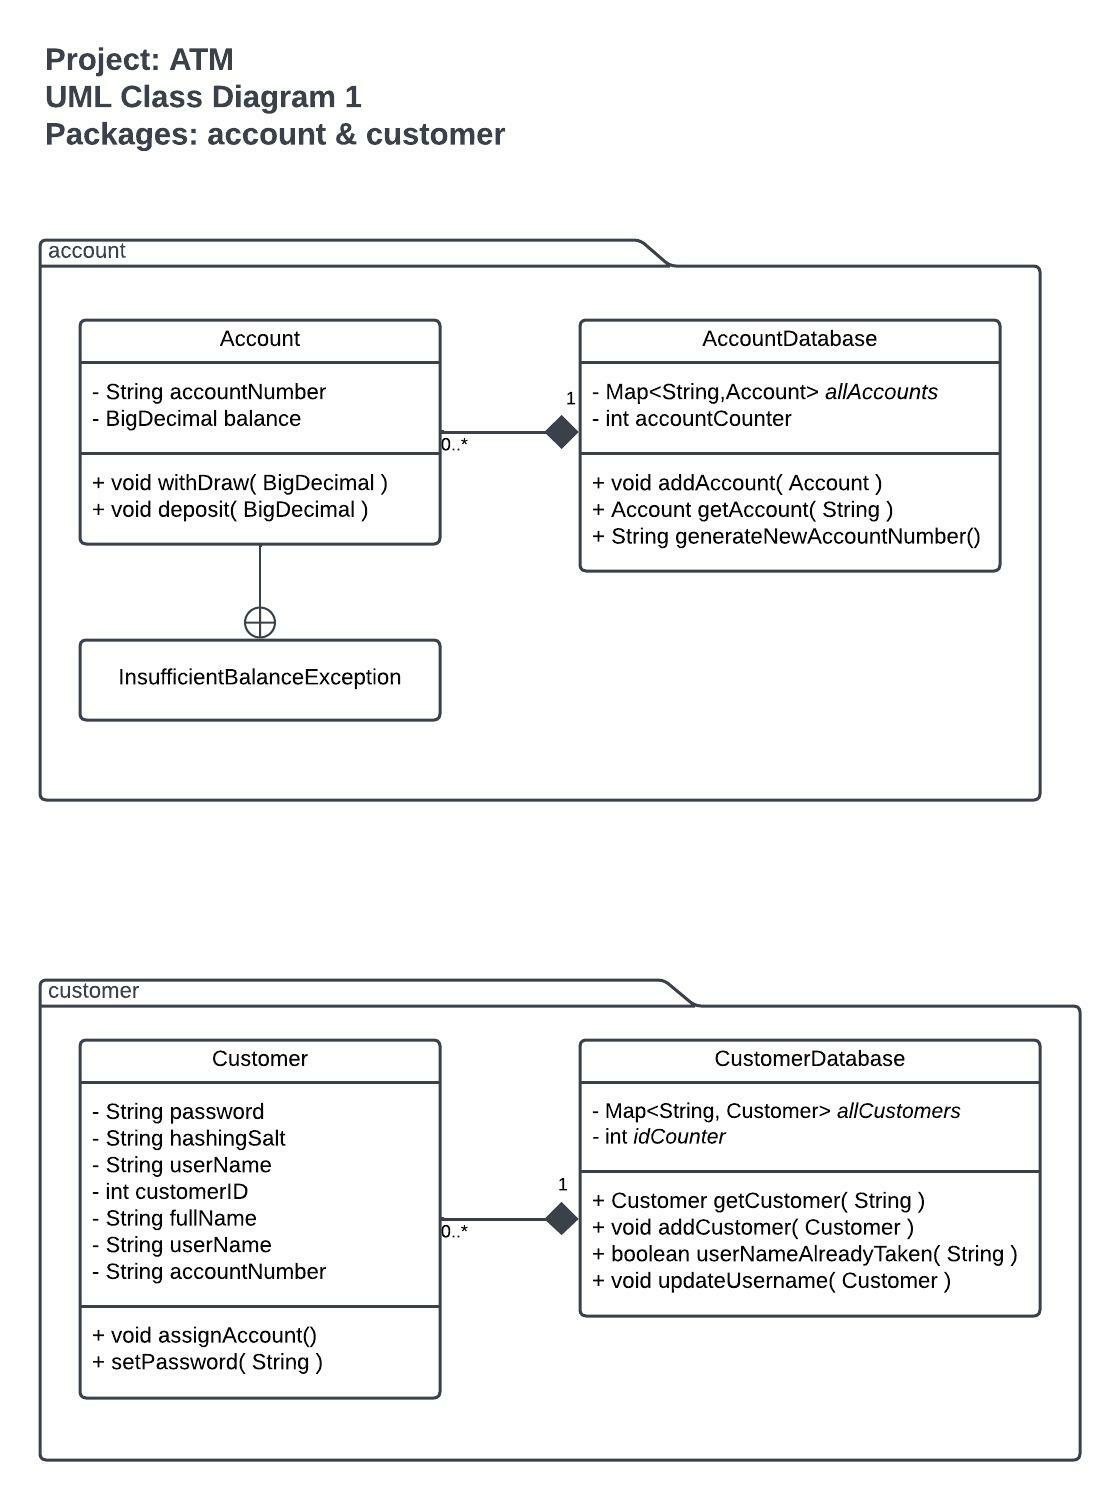 Project: ATM
UML Class Diagram 1
Packages: account & customer
account
Account
- String accountNumber
- BigDecimal balance
+ void withDraw( BigDecimal )
+ void deposit( BigDecimal )
0..*
1
AccountDatabase
- Map<String,Account> allAccounts
- int accountCounter
+ void addAccount( Account )
+ Account getAccount( String )
+ String generateNewAccountNumber()
InsufficientBalanceException
customer
Customer
- String password
- String hashingSalt
- String userName
- int customerID
- String fullName
- String userName
- String accountNumber
+ void assignAccount()
+ setPassword( String )
0..*
1
CustomerDatabase
- Map<String, Customer> allCustomers
- int idCounter
+ Customer getCustomer( String )
+ void addCustomer( Customer )
+ boolean userNameAlreadyTaken( String )
+ void updateUsername( Customer )